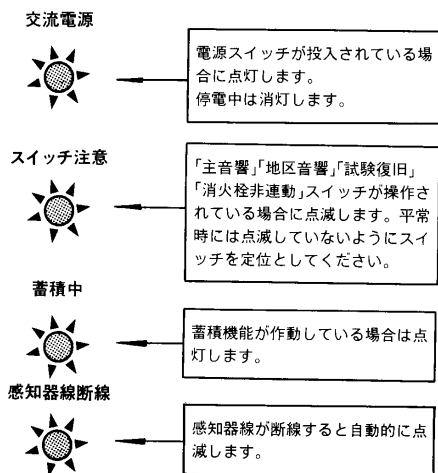 交流電源
電源スイッチが投入されている場
合に点灯します。
停電中は消灯します。
スイッチ注意
「主音響」「地区音響」「試験復旧」
「消火栓非連動」スイッチが操作さ
れている場合に点滅します。平常
時には点滅していないようにスイ
ッチを定位としてください。
蓄積中
蓄積機能が作動している場合は点
灯します。
感知器線断線
感知器線が断線すると自動的に点
滅します。